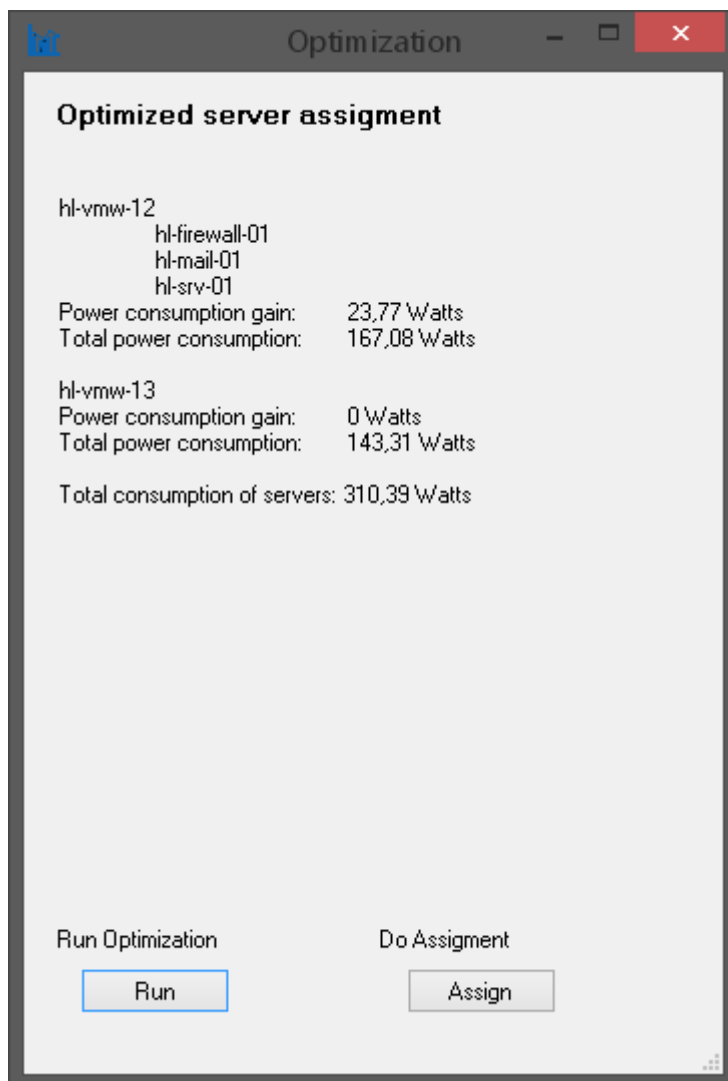 Optimization
Optimized server assigment
hl-vmw-12
hl-firewall-01
hl-mail-01
hl-srv-01
Power consumption gain: 23,77 Watts
Total power consumption: 167,08 Watts
hl-vmw-13
Power consumption gain: 0 Watts
Total power consumption: 143,31 Watts
Total consumption of servers: 310,39 Watts
Run Optimization Do Assigment
Run Assign